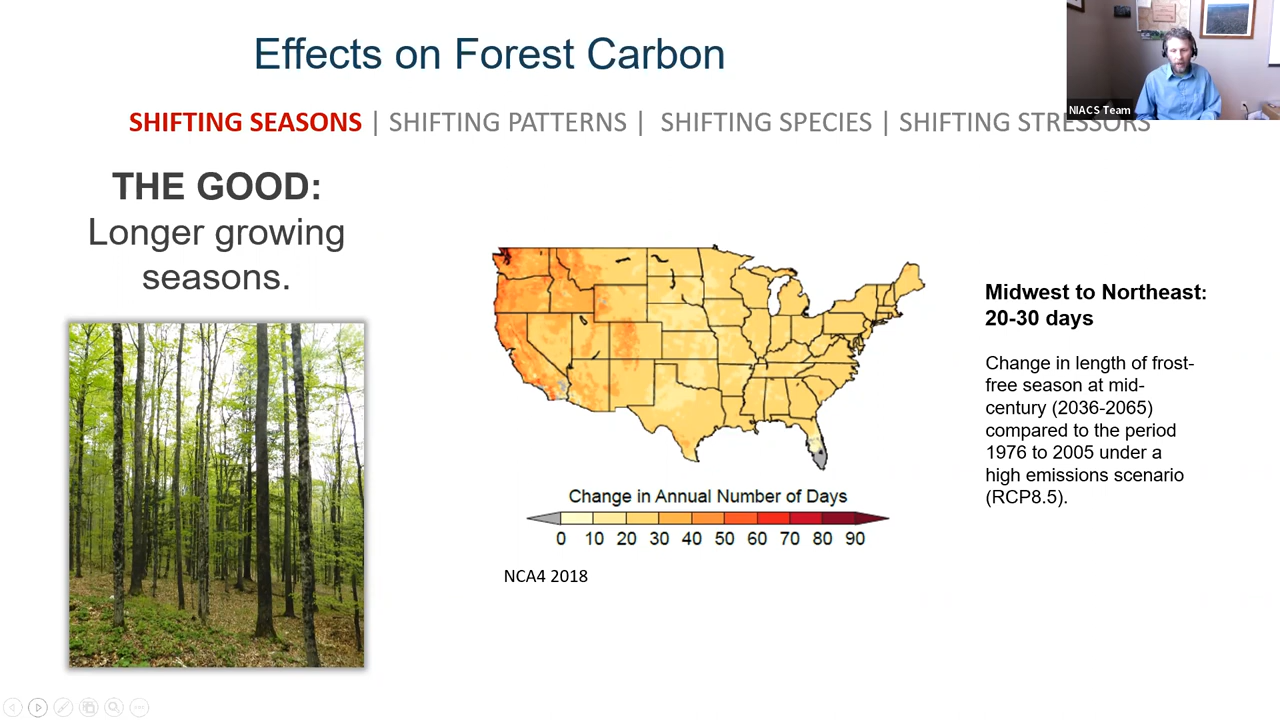 Effects on Forest Carbon
NIACS Team
SHIFTING SEASONS | SHIFTING PATTERNS | SHIFTING SPECIES | SHIFTING STRESSORS
THE GOOD:
Longer growing
seasons.
Midwest to Northeast:
20-30 days
Change in length of frost-
free season at mid-
century (2036-2065)
compared to the period
1976 to 2005 under a
high emissions scenario
(RCP8.5).
Change in Annual Number of Days
0 10 20 30 40 50 60 70 80 90
NCA4 2018